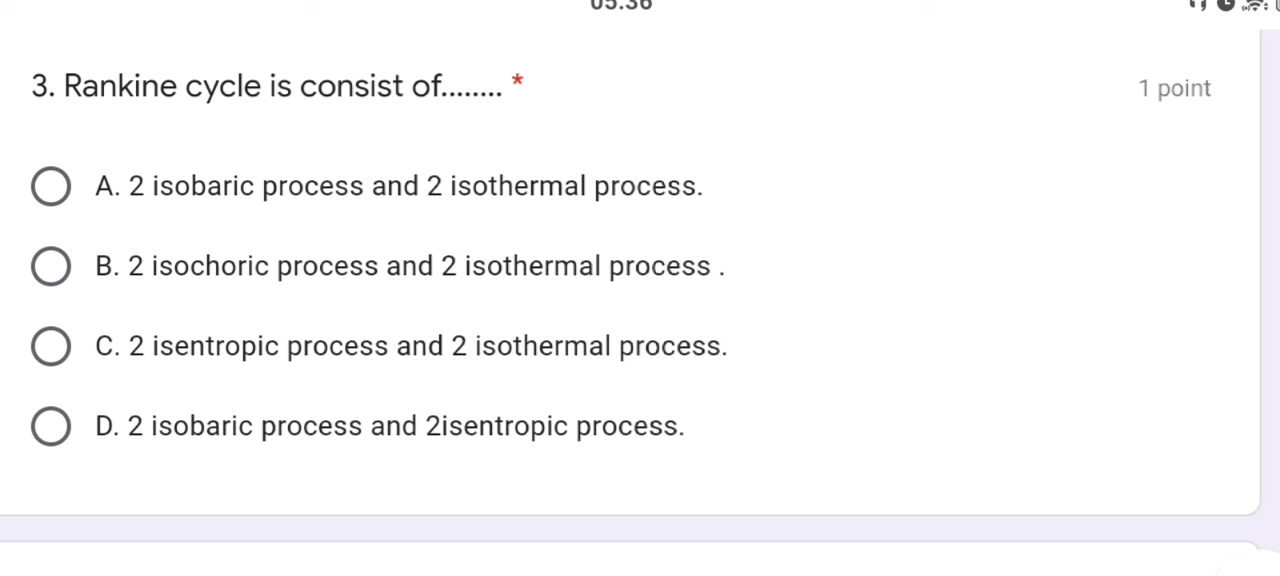 3. Rankine cycle is consist of........ *
1 point
A. 2 isobaric process and 2 isothermal process.
B. 2 isochoric process and 2 isothermal process .
C. 2 isentropic process and 2 isothermal process.
D. 2 isobaric process and 2isentropic process.